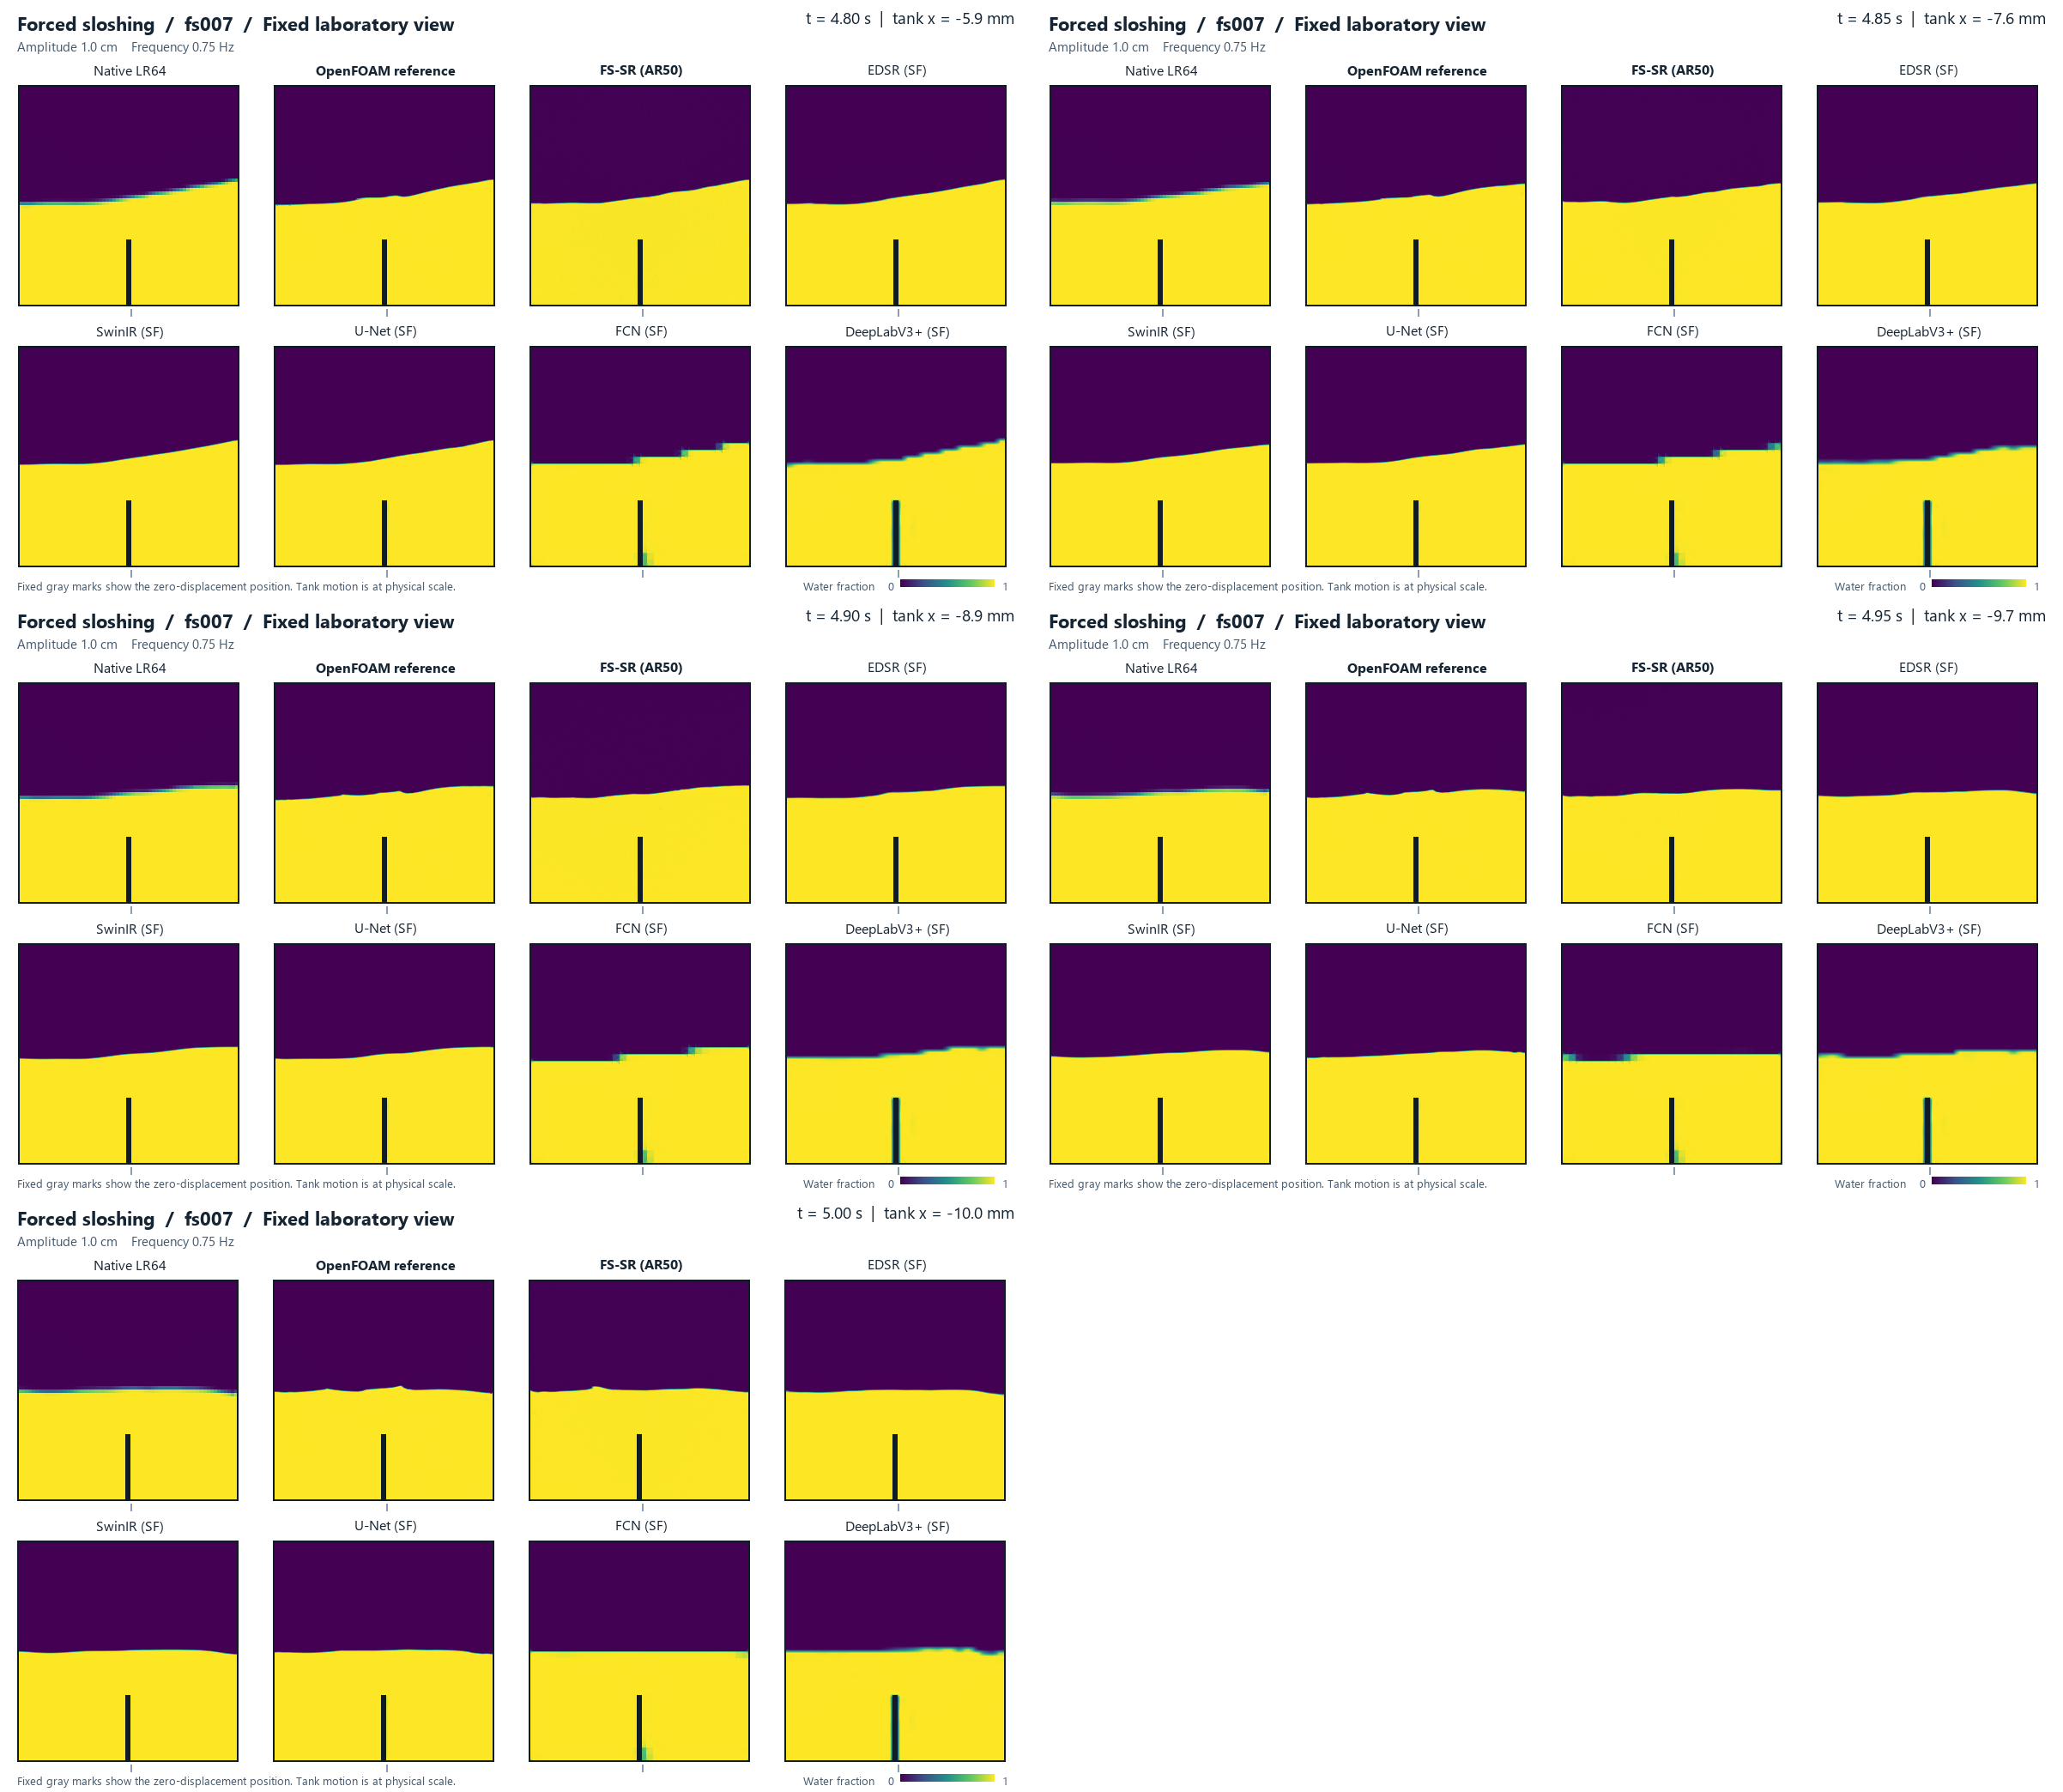 Forced sloshing / fs007 / Fixed laboratory view
t = 4.80 s | tank x = -5.9 mm
Amplitude 1.0 cm Frequency 0.75 Hz
Native LR64
OpenFOAM reference
FS-SR (AR50)
EDSR (SF)
SwinIR (SF)
U-Net (SF)
FCN (SF)
DeepLabV3+ (SF)
Fixed gray marks show the zero-displacement position. Tank motion is at physical scale.
Water fraction 0 1
Forced sloshing / fs007 / Fixed laboratory view
t = 4.85 s | tank x = -7.6 mm
Amplitude 1.0 cm Frequency 0.75 Hz
Native LR64
OpenFOAM reference
FS-SR (AR50)
EDSR (SF)
SwinIR (SF)
U-Net (SF)
FCN (SF)
DeepLabV3+ (SF)
Fixed gray marks show the zero-displacement position. Tank motion is at physical scale.
Water fraction 0 1
Forced sloshing / fs007 / Fixed laboratory view
t = 4.90 s | tank x = -8.9 mm
Amplitude 1.0 cm Frequency 0.75 Hz
Native LR64
OpenFOAM reference
FS-SR (AR50)
EDSR (SF)
SwinIR (SF)
U-Net (SF)
FCN (SF)
DeepLabV3+ (SF)
Fixed gray marks show the zero-displacement position. Tank motion is at physical scale.
Water fraction 0 1
Forced sloshing / fs007 / Fixed laboratory view
t = 4.95 s | tank x = -9.7 mm
Amplitude 1.0 cm Frequency 0.75 Hz
Native LR64
OpenFOAM reference
FS-SR (AR50)
EDSR (SF)
SwinIR (SF)
U-Net (SF)
FCN (SF)
DeepLabV3+ (SF)
Fixed gray marks show the zero-displacement position. Tank motion is at physical scale.
Water fraction 0 1
Forced sloshing / fs007 / Fixed laboratory view
t = 5.00 s | tank x = -10.0 mm
Amplitude 1.0 cm Frequency 0.75 Hz
Native LR64
OpenFOAM reference
FS-SR (AR50)
EDSR (SF)
SwinIR (SF)
U-Net (SF)
FCN (SF)
DeepLabV3+ (SF)
Fixed gray marks show the zero-displacement position. Tank motion is at physical scale.
Water fraction 0 1